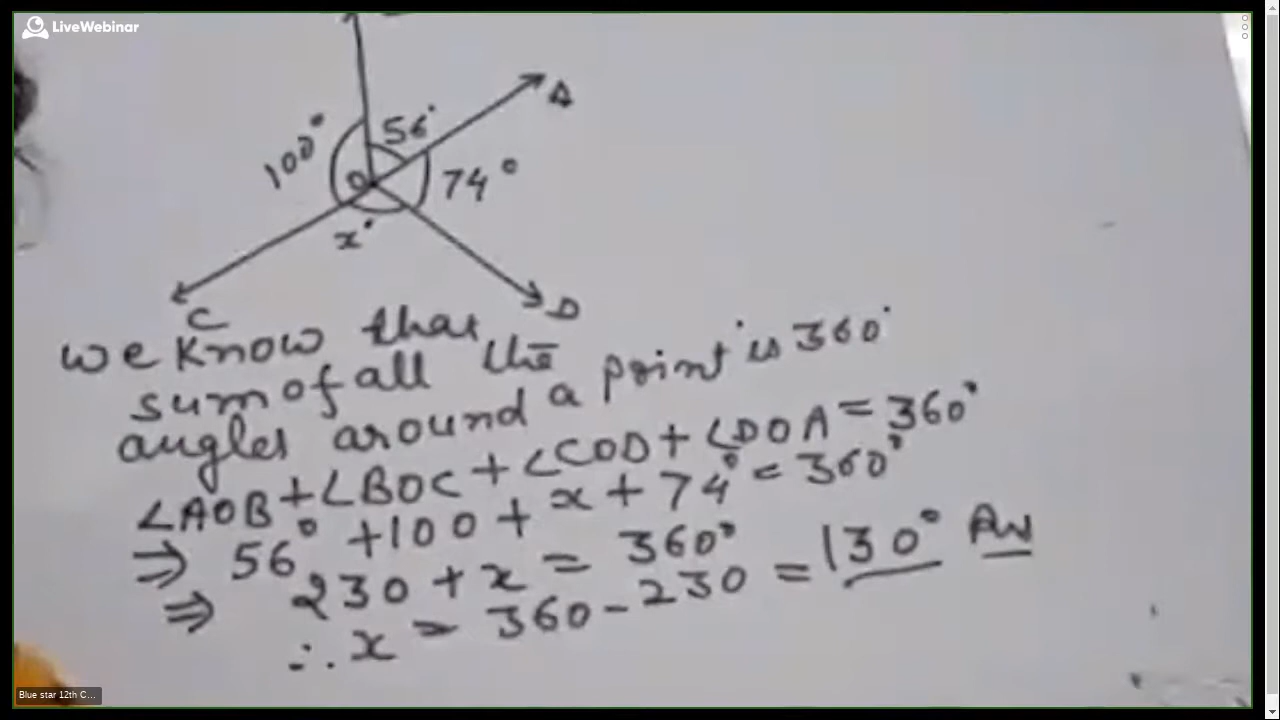 LiveWebinar
56°
A
100°
O
74°
x°
C
D
we know that
sum of all the
angles around a point is 360°
∠AOB + ∠BOC + ∠COD + ∠DOA = 360°
⇒ 56° + 100 + x + 74° = 360°
⇒ 230 + x = 360°
∴ x = 360 - 230 = 130° Ans
Blue star 12th C...